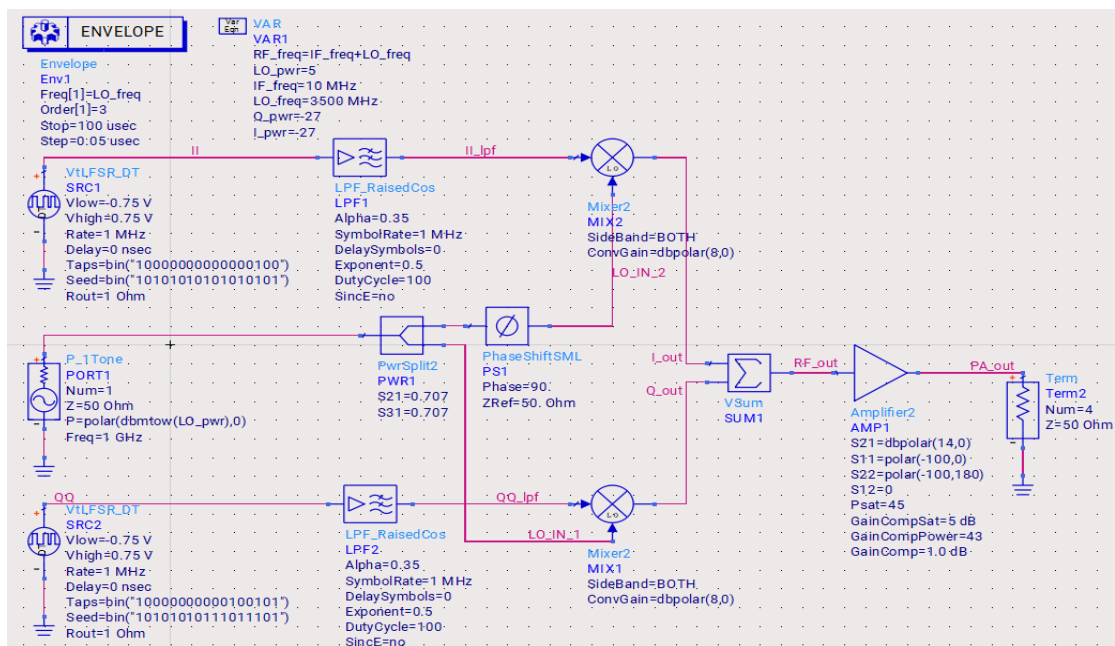 ENVELOPE
Envelope
Env1
Freq[1]=LO_freq
Order[1]=3
Stop=100 usec
Step=0.05 usec
Var
Eqn
VAR
VAR1
RF_freq=IF_freq+LO_freq
LO_pwr=5
IF_freq=10 MHz
LO_freq=3500 MHz
Q_pwr=-27
I_pwr=-27
II
VtLFSR_DT
SRC1
Vlow=-0.75 V
Vhigh=0.75 V
Rate=1 MHz
Delay=0 nsec
Taps=bin("10000000000000100")
Seed=bin("10101010101010101")
Rout=1 Ohm
LPF_RaisedCos
LPF1
Alpha=0.35
SymbolRate=1 MHz
DelaySymbols=0
Exponent=0.5
DutyCycle=100
SincE=no
II_lpf
LO
Mixer2
MIX2
SideBand=BOTH
ConvGain=dbpolar(8,0)
LO_IN_2
P_1Tone
PORT1
Num=1
Z=50 Ohm
P=polar(dbmtow(LO_pwr),0)
Freq=1 GHz
PwrSplit2
PWR1
S21=0.707
S31=0.707
PhaseShiftSML
PS1
Phase=90.
ZRef=50. Ohm
I_out
Q_out
VSum
SUM1
RF_out
Amplifier2
AMP1
S21=dbpolar(14,0)
S11=polar(-100,0)
S22=polar(-100,180)
S12=0
Psat=45
GainCompSat=5 dB
GainCompPower=43
GainComp=1.0 dB
PA_out
Term
Term2
Num=4
Z=50 Ohm
QQ
VtLFSR_DT
SRC2
Vlow=-0.75 V
Vhigh=0.75 V
Rate=1 MHz
Delay=0 nsec
Taps=bin("10000000000100101")
Seed=bin("10101010111011101")
Rout=1 Ohm
LPF_RaisedCos
LPF2
Alpha=0.35
SymbolRate=1 MHz
DelaySymbols=0
Exponent=0.5
DutyCycle=100
SincE=no
QQ_lpf
LO_IN_1
LO
Mixer2
MIX1
SideBand=BOTH
ConvGain=dbpolar(8,0)